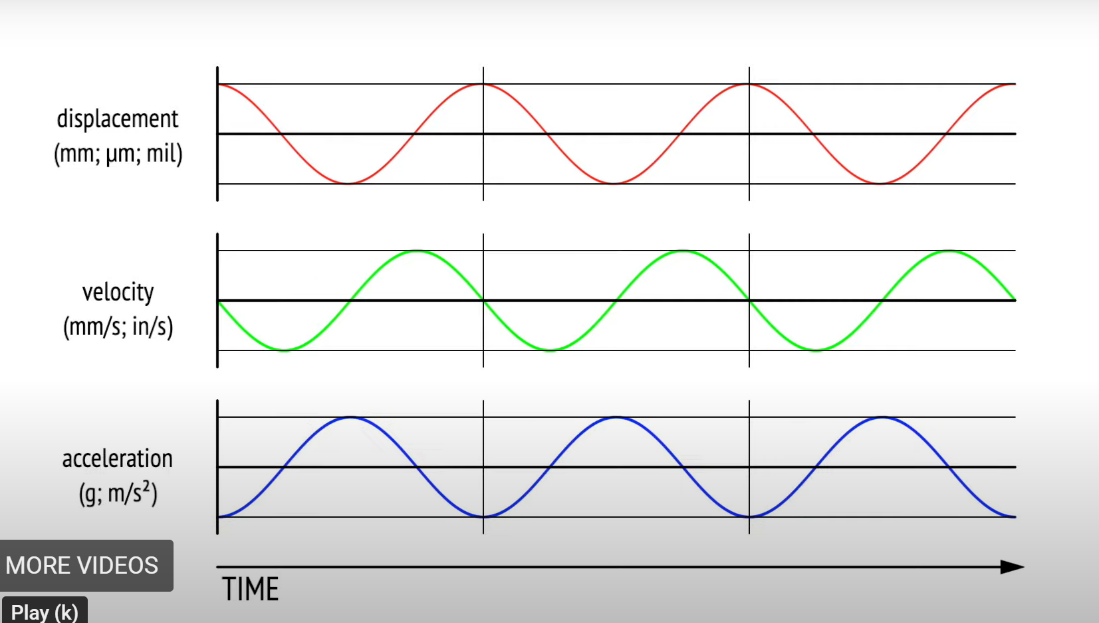 displacement
(mm; µm; mil)
velocity
(mm/s; in/s)
acceleration
(g; m/s²)
MORE VIDEOS
TIME
Play (k)